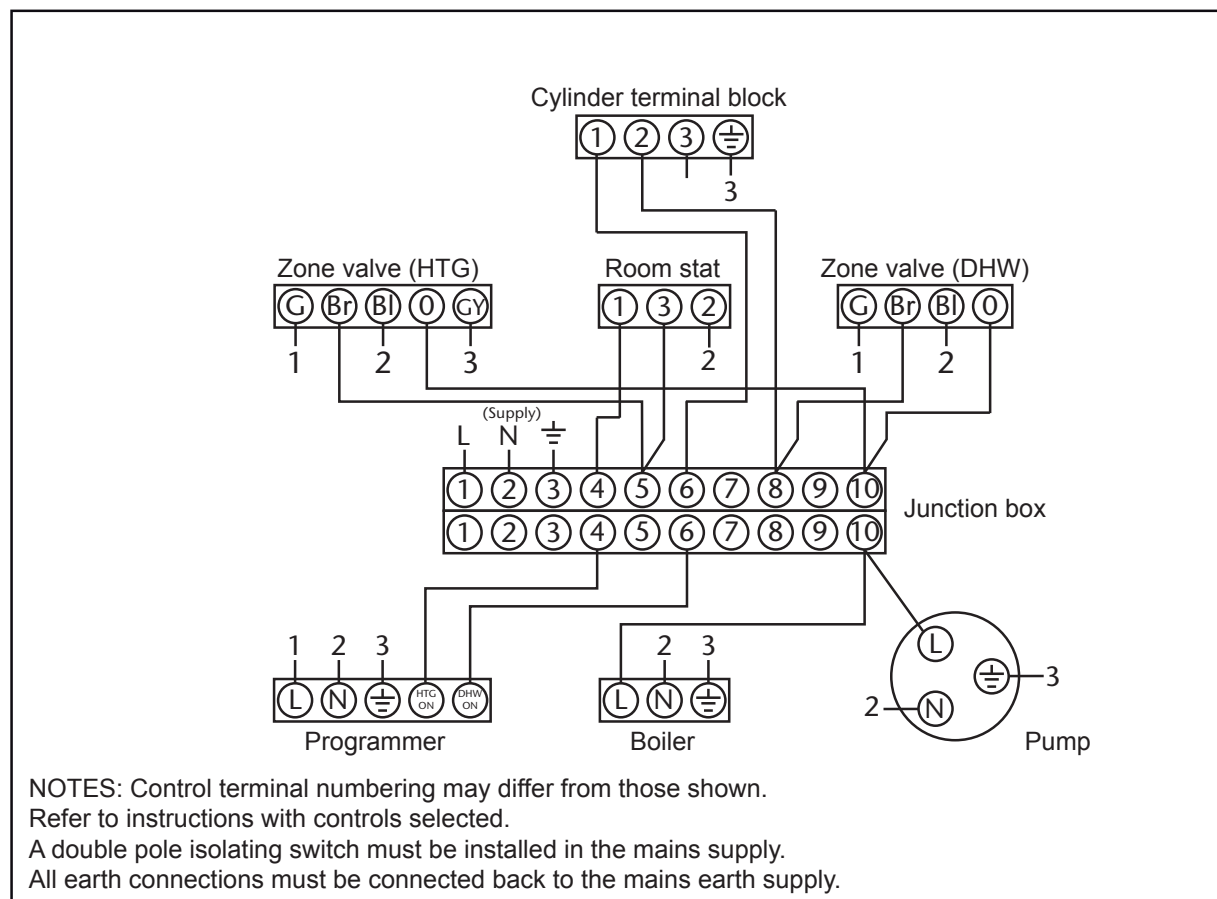 Cylinder terminal block
1 2 3
3
Zone valve (HTG)
G Br Bl 0 GY
1 2 3
Room stat
1 3 2
2
Zone valve (DHW)
G Br Bl 0
1 2
(Supply)
L N
1 2 3 4 5 6 7 8 9 10
1 2 3 4 5 6 7 8 9 10
Junction box
1 2 3
L N HTG ON DHW ON
Programmer
2 3
L N
Boiler
L
3
2 N
Pump
NOTES: Control terminal numbering may differ from those shown.
Refer to instructions with controls selected.
A double pole isolating switch must be installed in the mains supply.
All earth connections must be connected back to the mains earth supply.